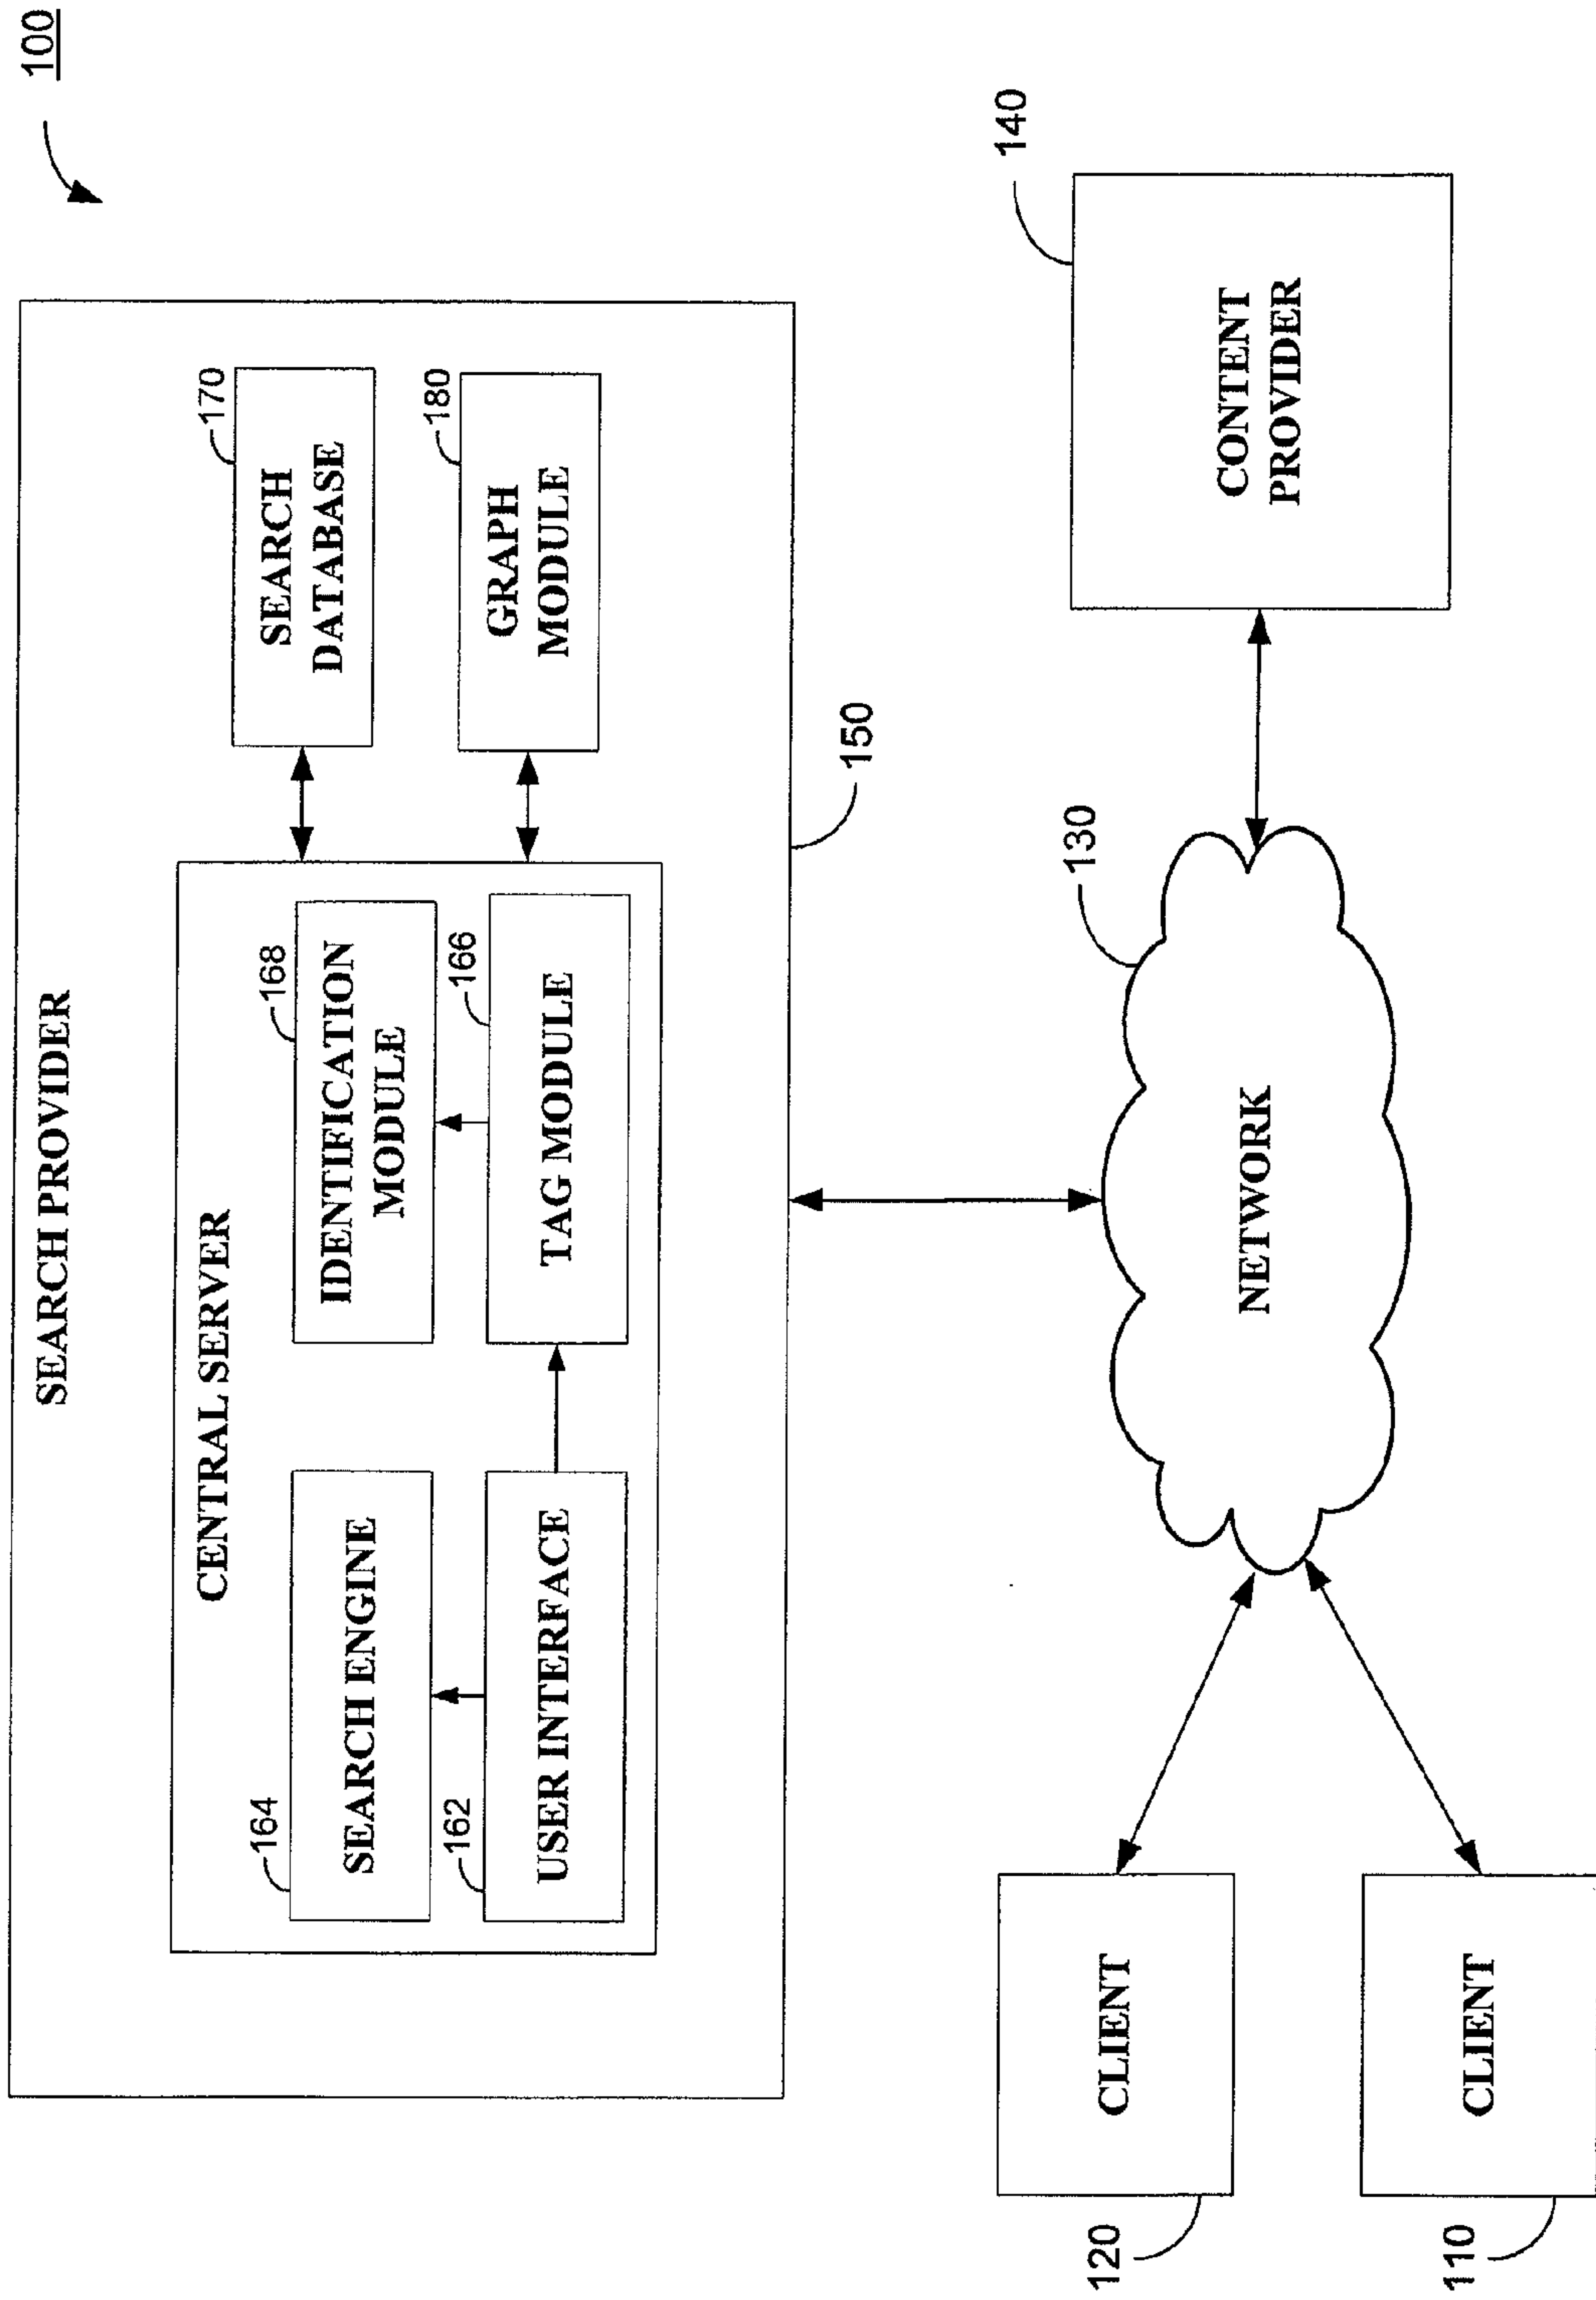 100
SEARCH PROVIDER
CENTRAL SERVER
164
SEARCH ENGINE
168
IDENTIFICATION
MODULE
170
SEARCH
DATABASE
162
USER INTERFACE
166
TAG MODULE
180
GRAPH
MODULE
150
120
CLIENT
110
CLIENT
130
NETWORK
140
CONTENT
PROVIDER